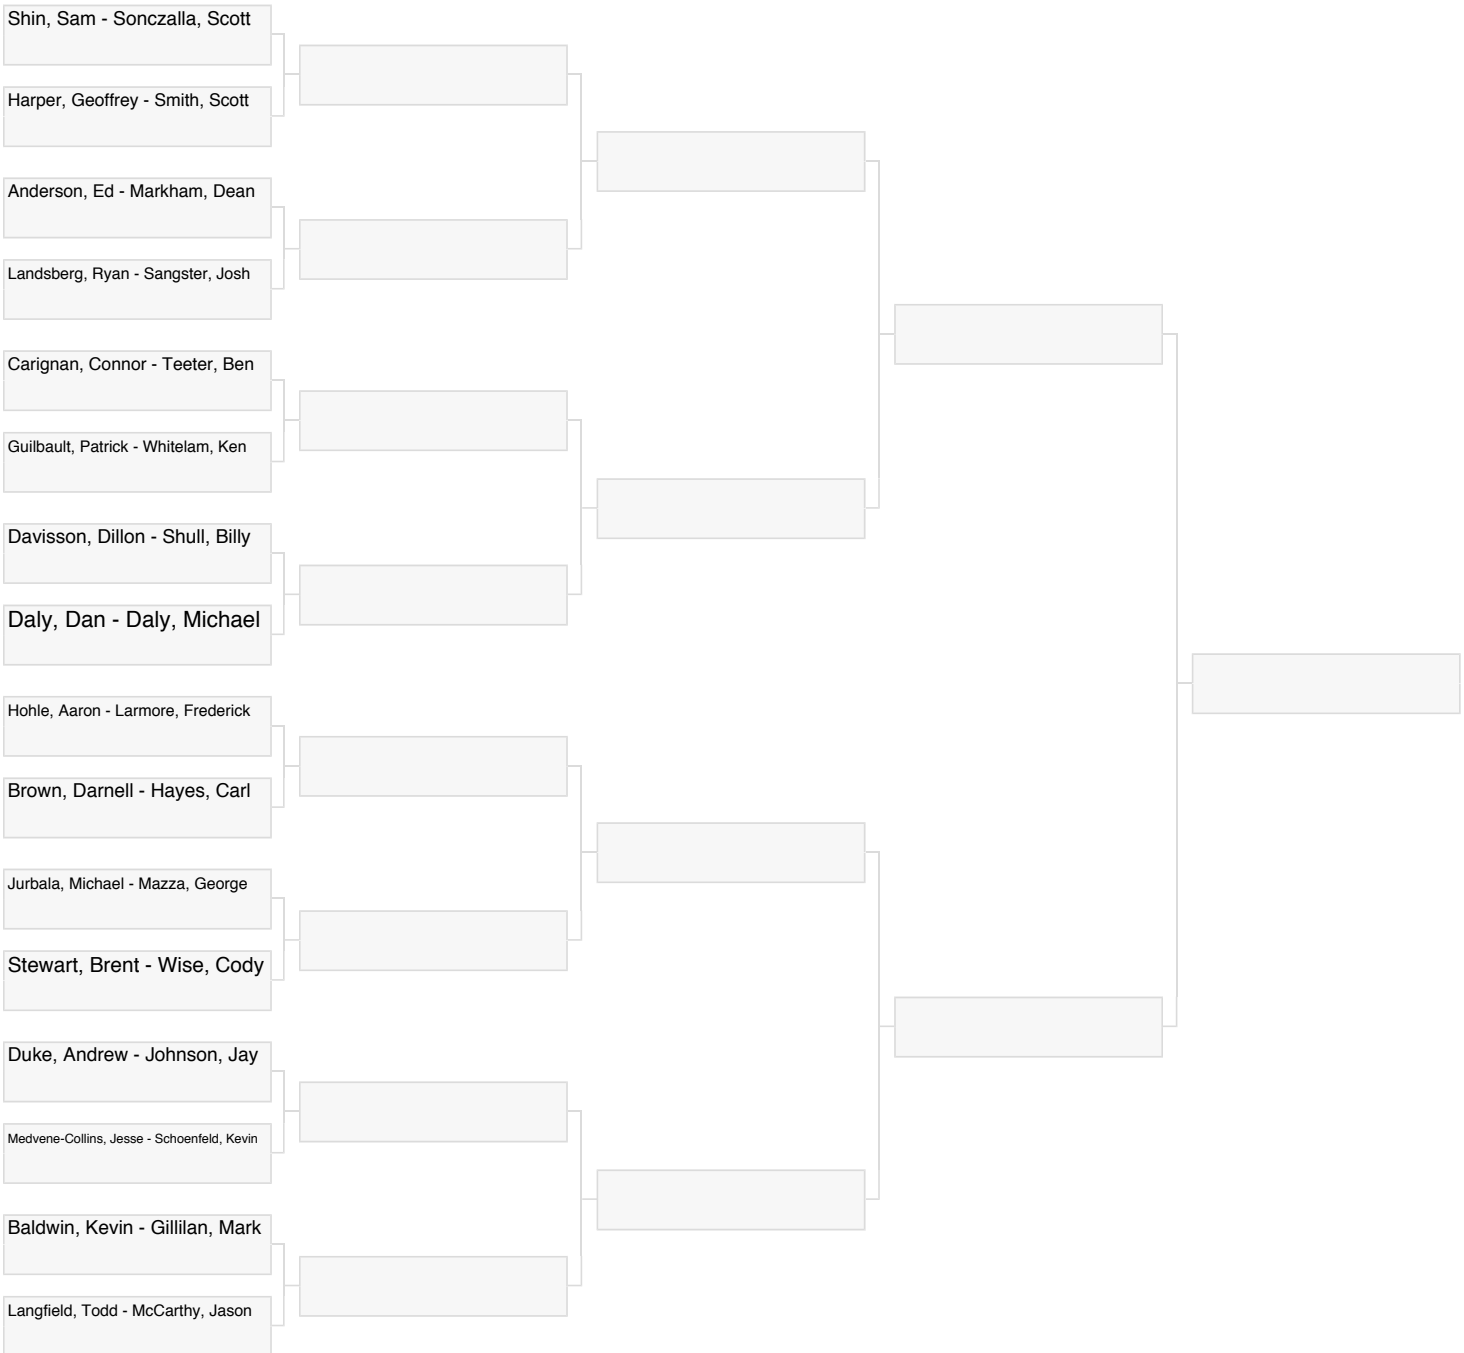 Shin, Sam - Sonczalla, Scott
Harper, Geoffrey - Smith, Scott
Anderson, Ed - Markham, Dean
Landsberg, Ryan - Sangster, Josh
Carignan, Connor - Teeter, Ben
Guilbault, Patrick - Whitelam, Ken
Davisson, Dillon - Shull, Billy
Daly, Dan - Daly, Michael
Hohle, Aaron - Larmore, Frederick
Brown, Darnell - Hayes, Carl
Jurbala, Michael - Mazza, George
Stewart, Brent - Wise, Cody
Duke, Andrew - Johnson, Jay
Medvene-Collins, Jesse - Schoenfeld, Kevin
Baldwin, Kevin - Gillilan, Mark
Langfield, Todd - McCarthy, Jason